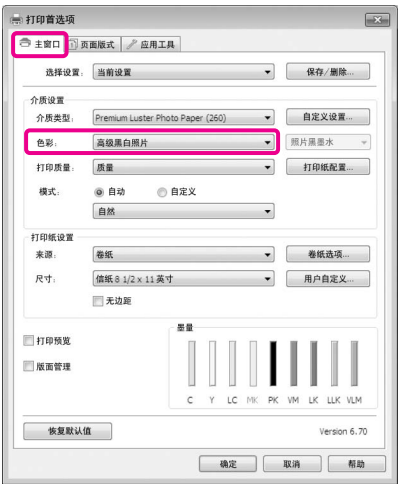 打印首选项
主窗口 页面版式 应用工具
选择设置: 当前设置 保存/删除...
介质设置
介质类型: Premium Luster Photo Paper (260) 自定义设置...
色彩: 高级黑白照片 照片黑墨水
打印质量: 质量 打印纸配置...
模式: 自动 自定义
自然
打印纸设置
来源: 卷纸 卷纸选项...
尺寸: 信纸 8 1/2 x 11 英寸 用户自定义...
无边距
墨量
打印预览
版面管理
C Y LC MK PK VM LK LLK VLM
恢复默认值 Version 6.70
确定 取消 帮助